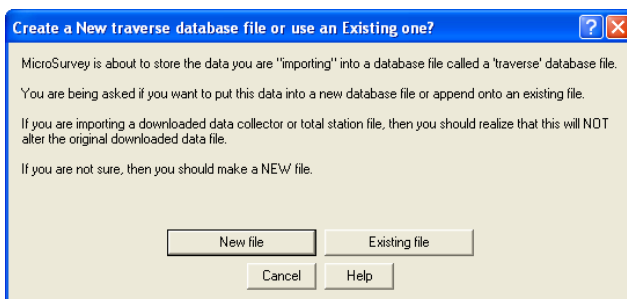 Create a New traverse database file or use an Existing one?
MicroSurvey is about to store the data you are "importing" into a database file called a 'traverse' database file.
You are being asked if you want to put this data into a new database file or append onto an existing file.
If you are importing a downloaded data collector or total station file, then you should realize that this will NOT
alter the original downloaded data file.
If you are not sure, then you should make a NEW file.
New file Existing file
Cancel Help